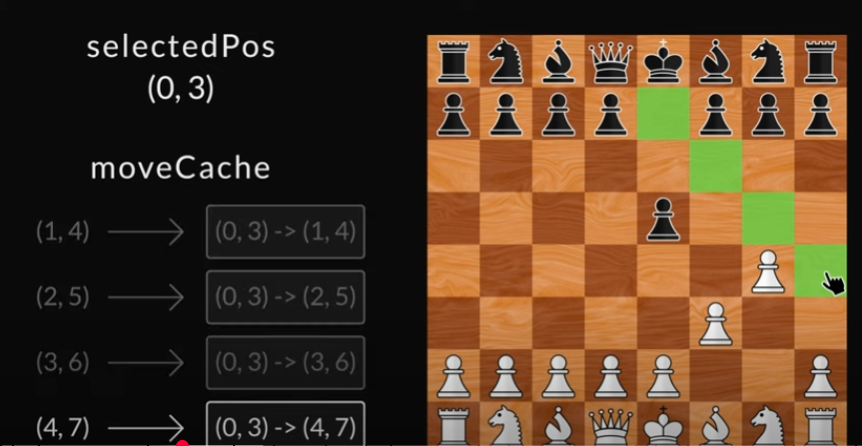 selectedPos
(0, 3)
moveCache
(1, 4) (0, 3) -> (1, 4)
(2, 5) (0, 3) -> (2, 5)
(3, 6) (0, 3) -> (3, 6)
(4, 7) (0, 3) -> (4, 7)